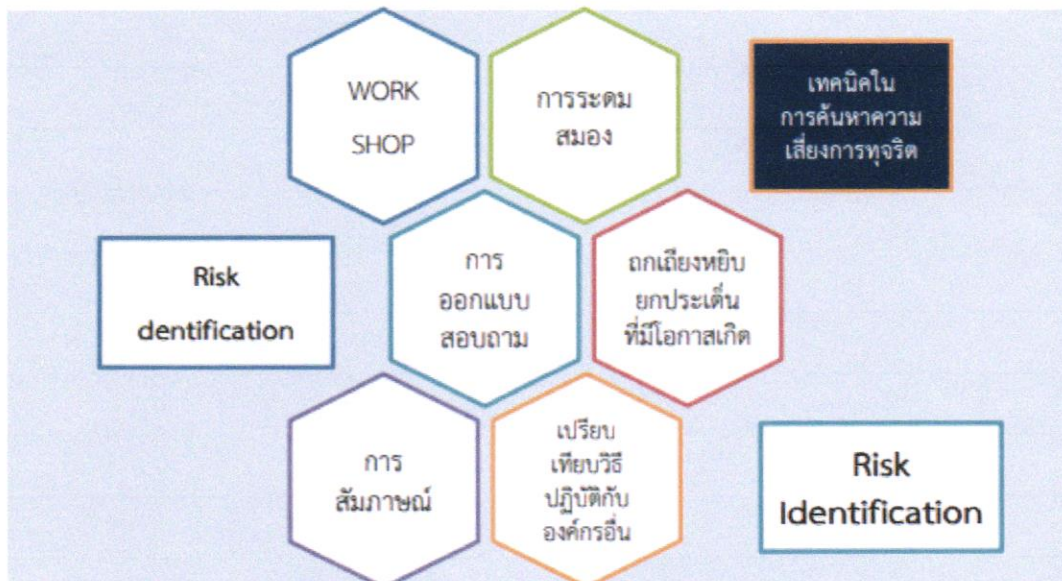 WORK
SHOP
การระดม
สมอง
เทคนิคใน
การค้นหาความ
เสี่ยงการทุจริต
Risk
dentification
การ
ออกแบบ
สอบถาม
ถกเถียงหยิบ
ยกประเด็น
ที่มีโอกาสเกิด
การ
สัมภาษณ์
เปรียบ
เทียบวิธี
ปฏิบัติกับ
องค์กรอื่น
Risk
Identification